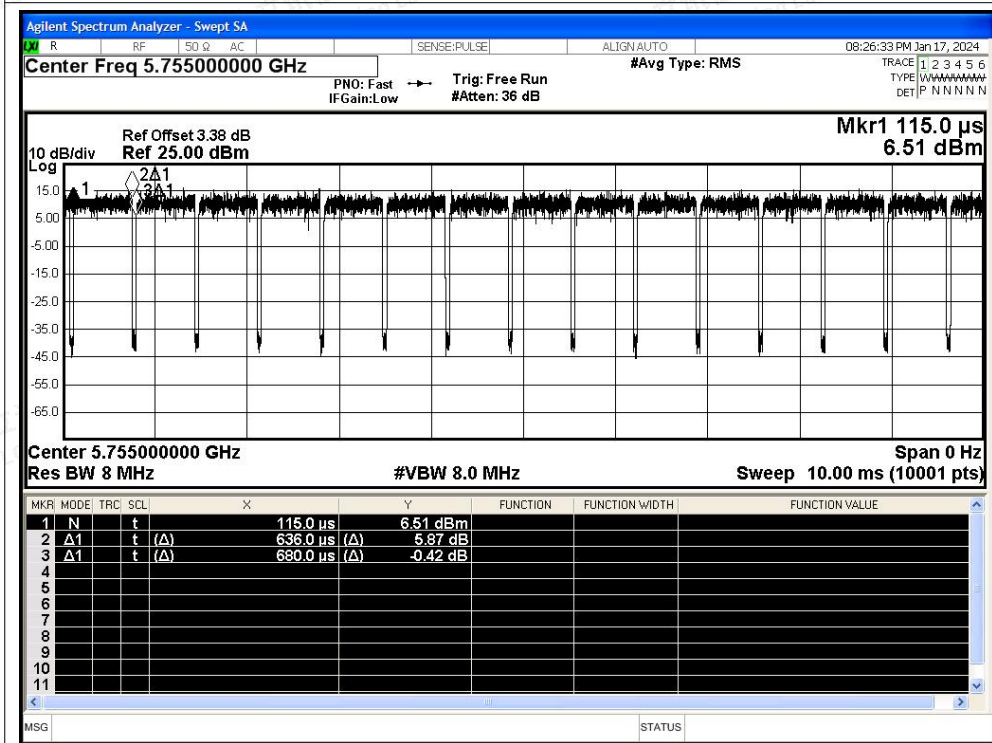 Agilent Spectrum Analyzer - Swept SA
LXI R RF 50 Ω AC SENSE:PULSE ALIGN AUTO 08:26:33 PM Jan 17, 2024
Center Freq 5.755000000 GHz #Avg Type: RMS TRACE 1 2 3 4 5 6
PNO: Fast Trig: Free Run TYPE W
IFGain:Low #Atten: 36 dB DET P N N N N N
Mkr1 115.0 µs
Ref Offset 3.38 dB
10 dB/div Ref 25.00 dBm 6.51 dBm
Log
1 2Δ1
3Δ1
15.0
5.00
-5.00
-15.0
-25.0
-35.0
-45.0
-55.0
-65.0
Center 5.755000000 GHz Span 0 Hz
Res BW 8 MHz #VBW 8.0 MHz Sweep 10.00 ms (10001 pts)
MKR MODE TRC SCL X Y FUNCTION FUNCTION WIDTH FUNCTION VALUE
1 N t 115.0 µs 6.51 dBm
2 Δ1 t (Δ) 636.0 µs (Δ) 5.87 dB
3 Δ1 t (Δ) 680.0 µs (Δ) -0.42 dB
4
5
6
7
8
9
10
11
MSG STATUS